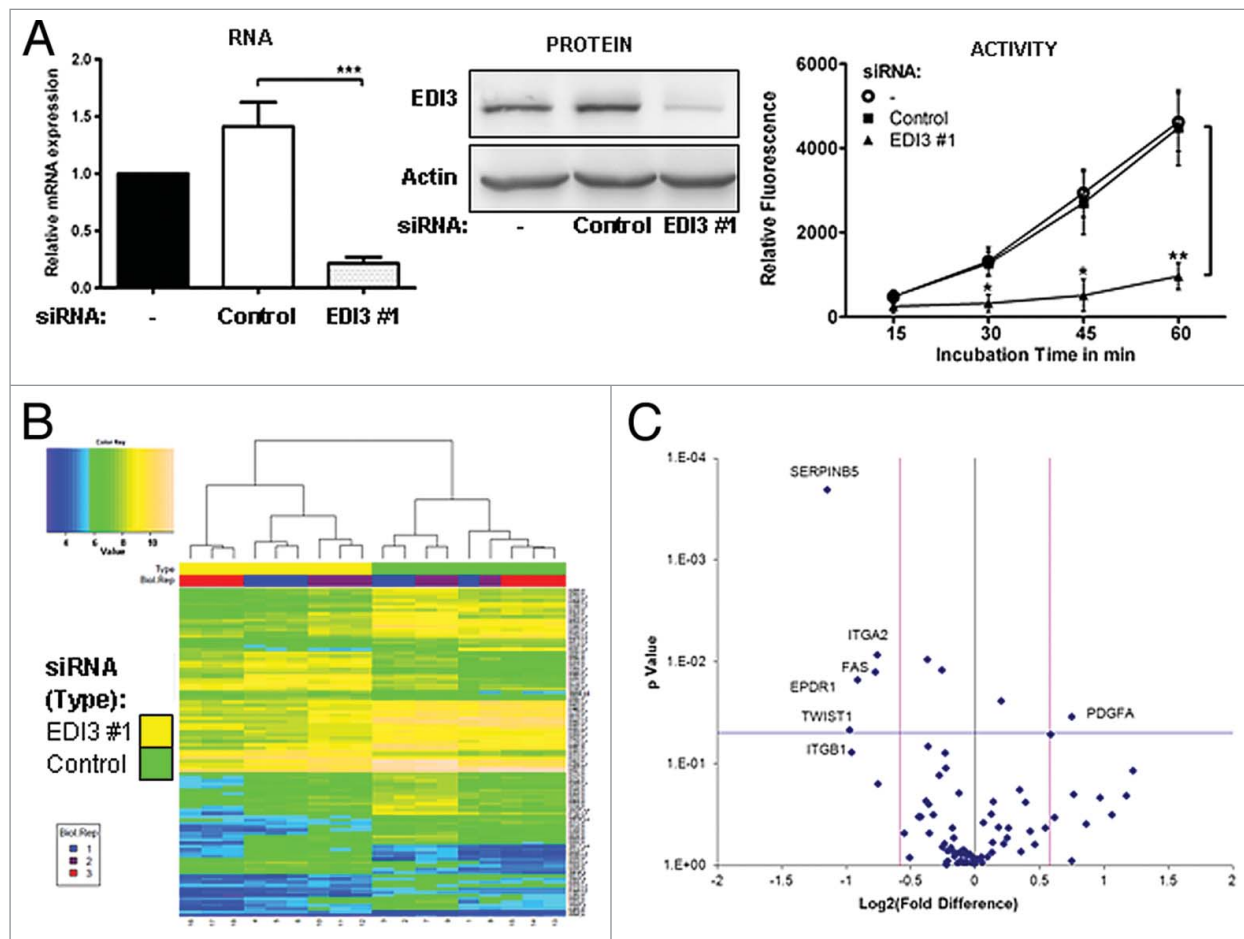 A
RNA
Relative mRNA expression
2.0
1.5
1.0
0.5
0.0
***
siRNA: - Control EDI3 #1
PROTEIN
EDI3
Actin
siRNA: - Control EDI3 #1
ACTIVITY
Relative Fluorescence
6000
4000
2000
0
siRNA:
-
Control
EDI3 #1
* * **
15 30 45 60
Incubation Time in min
B
Color Key
4 6 8 10
Value
Type
Biol.Rep
siRNA
(Type):
EDI3 #1
Control
Biol.Rep
1
2
3
C
p Value
1.E-04
1.E-03
1.E-02
1.E-01
1.E+00
SERPINB5
ITGA2
FAS
EPDR1
TWIST1
PDGFA
ITGB1
-2 -1.5 -1 -0.5 0 0.5 1 1.5 2
Log2(Fold Difference)